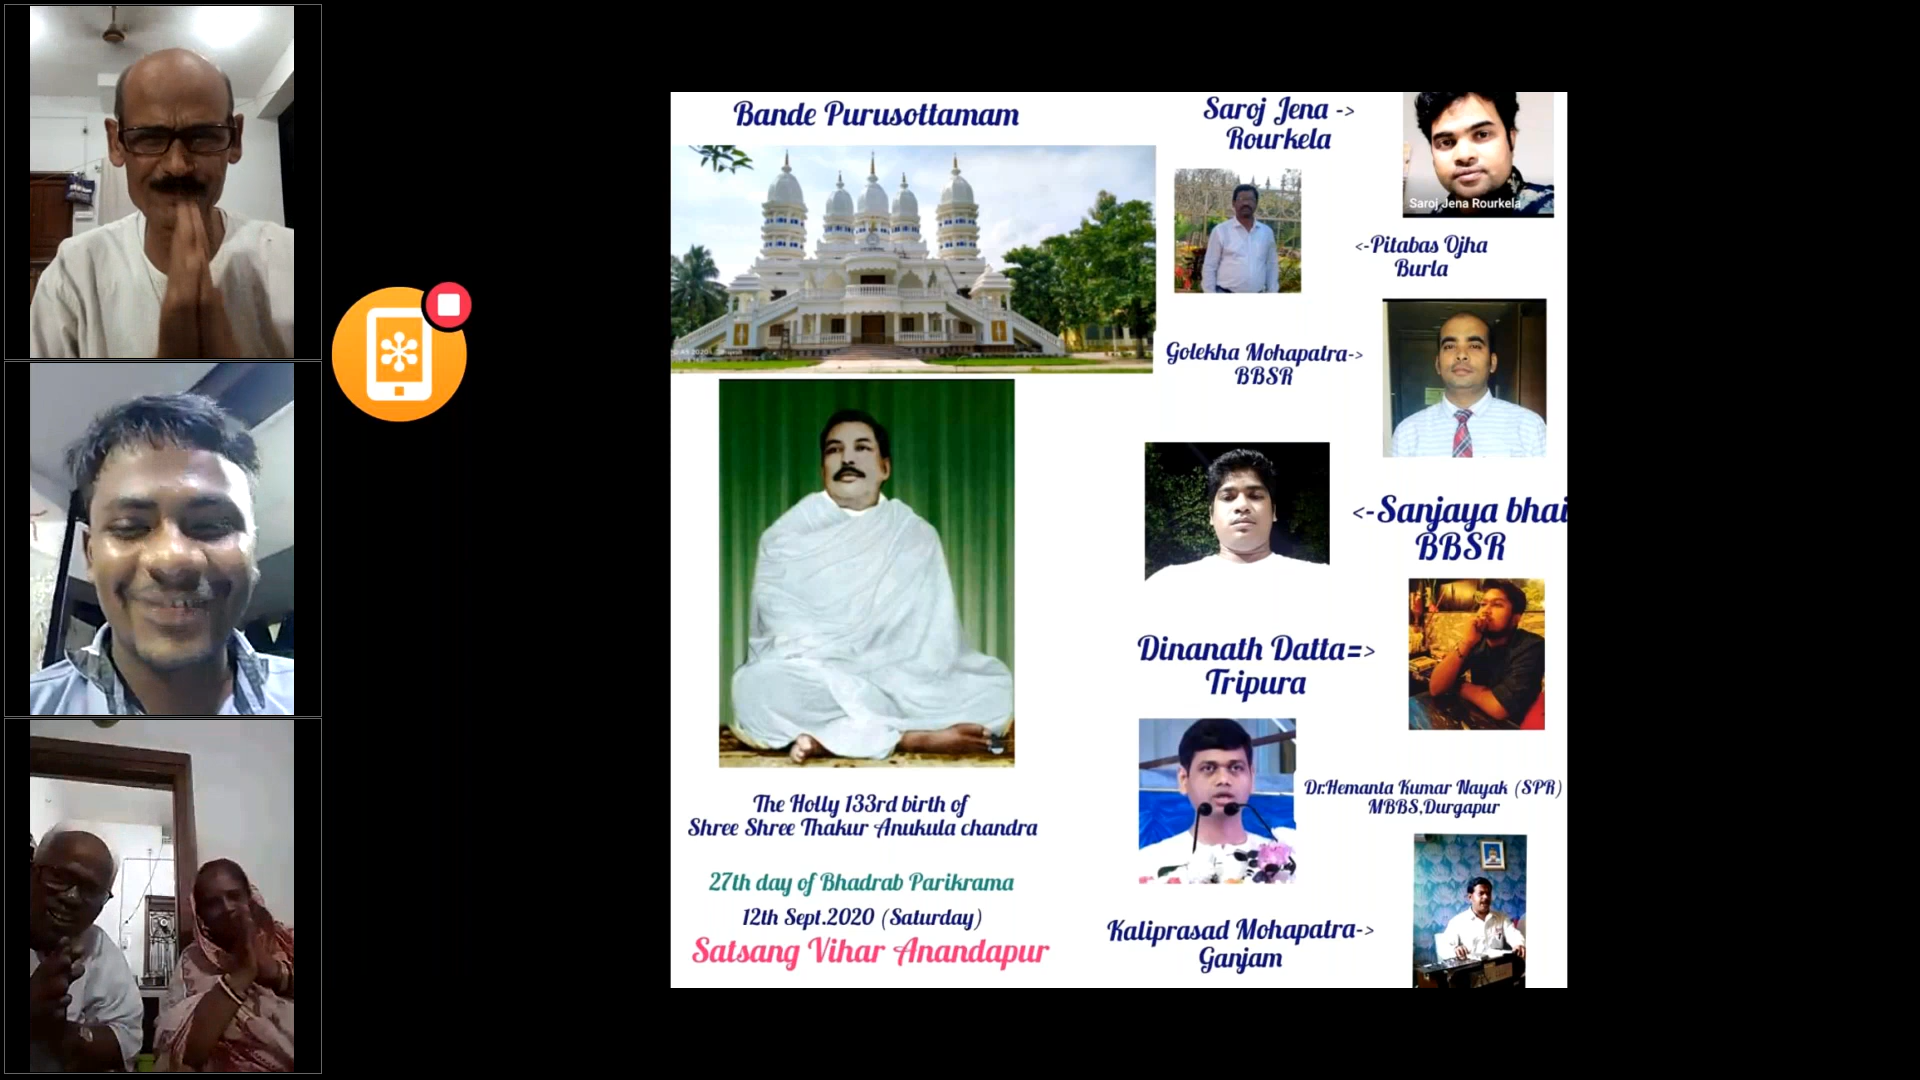 Bande Purusottamam
The Holly 133rd birth of
Shree Shree Thakur Anukula chandra
27th day of Bhadrab Parikrama
12th Sept.2020 (Saturday)
Satsang Vihar Anandapur
Saroj Jena ->
Rourkela
Saroj Jena Rourkela
<-Pitabas Ojha
Burla
Golekha Mohapatra->
BBSR
<-Sanjaya bhai
BBSR
Dinanath Datta=>
Tripura
Dr.Hemanta Kumar Nayak (SPR)
MBBS,Durgapur
Kaliprasad Mohapatra->
Ganjam